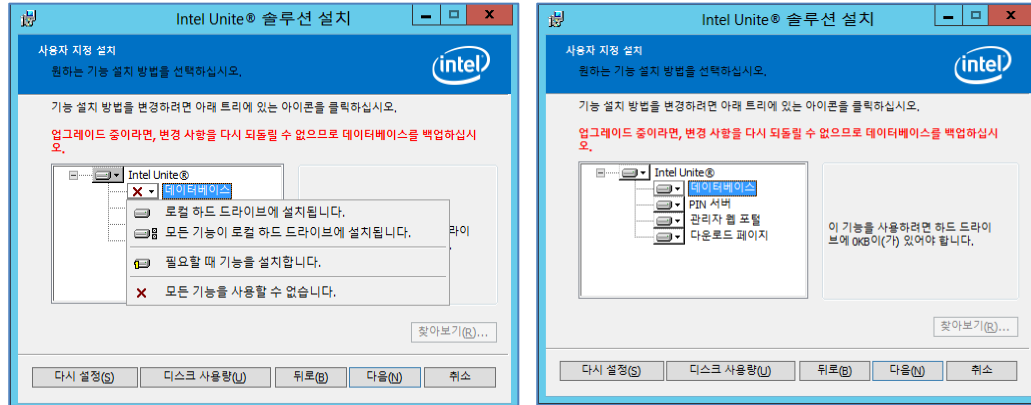 Intel Unite® 솔루션 설치
사용자 지정 설치
원하는 기능 설치 방법을 선택하십시오.
intel
기능 설치 방법을 변경하려면 아래 트리에 있는 아이콘을 클릭하십시오.
업그레이드 중이라면, 변경 사항을 다시 되돌릴 수 없으므로 데이터베이스를 백업하십시
오.
Intel Unite®
데이터베이스
로컬 하드 드라이브에 설치됩니다.
모든 기능이 로컬 하드 드라이브에 설치됩니다.
라이
필요할 때 기능을 설치합니다.
모든 기능을 사용할 수 없습니다.
찾아보기(R)...
다시 설정(S) 디스크 사용량(U) 뒤로(B) 다음(N) 취소
Intel Unite® 솔루션 설치
사용자 지정 설치
원하는 기능 설치 방법을 선택하십시오.
intel
기능 설치 방법을 변경하려면 아래 트리에 있는 아이콘을 클릭하십시오.
업그레이드 중이라면, 변경 사항을 다시 되돌릴 수 없으므로 데이터베이스를 백업하십시
오.
Intel Unite®
데이터베이스
PIN 서버
관리자 웹 포털
다운로드 페이지
이 기능을 사용하려면 하드 드라이
브에 0KB이(가) 있어야 합니다.
찾아보기(R)...
다시 설정(S) 디스크 사용량(U) 뒤로(B) 다음(N) 취소